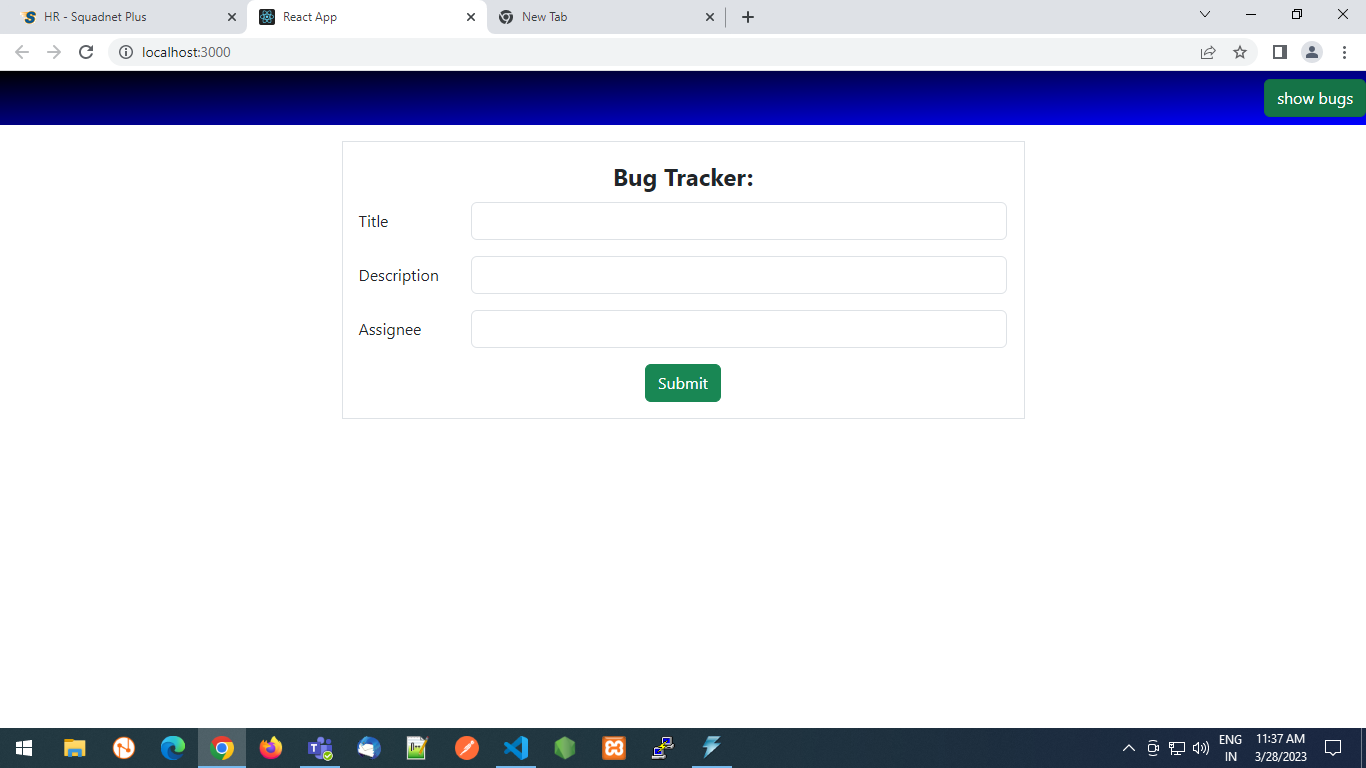 HR - Squadnet Plus
React App
New Tab
localhost:3000
show bugs
Bug Tracker:
Title
Description
Assignee
Submit
ENG
IN
11:37 AM
3/28/2023